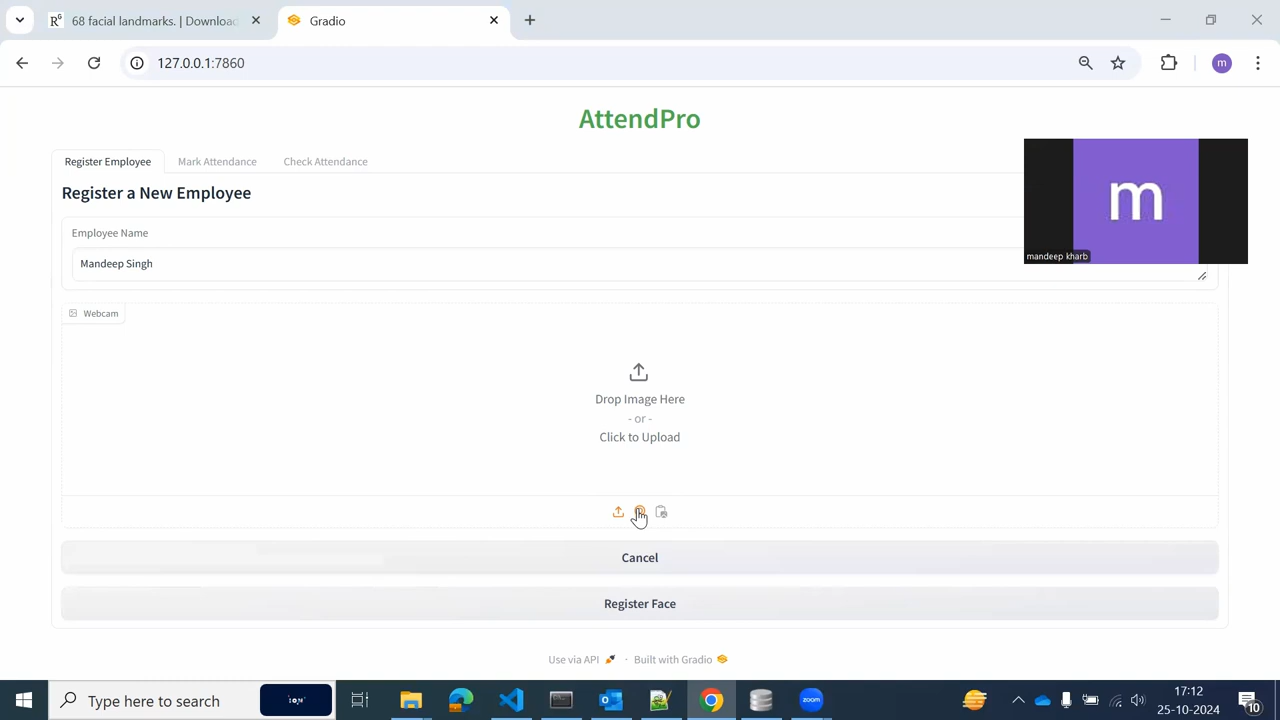 68 facial landmarks. | Download
Gradio
127.0.0.1:7860
m
AttendPro
Register Employee
Mark Attendance
Check Attendance
Register a New Employee
Employee Name
Mandeep Singh
m
mandeep kharb
Webcam
Drop Image Here
- or -
Click to Upload
Cancel
Register Face
Use via API · Built with Gradio
Type here to search
zoom
17:12
25-10-2024
10